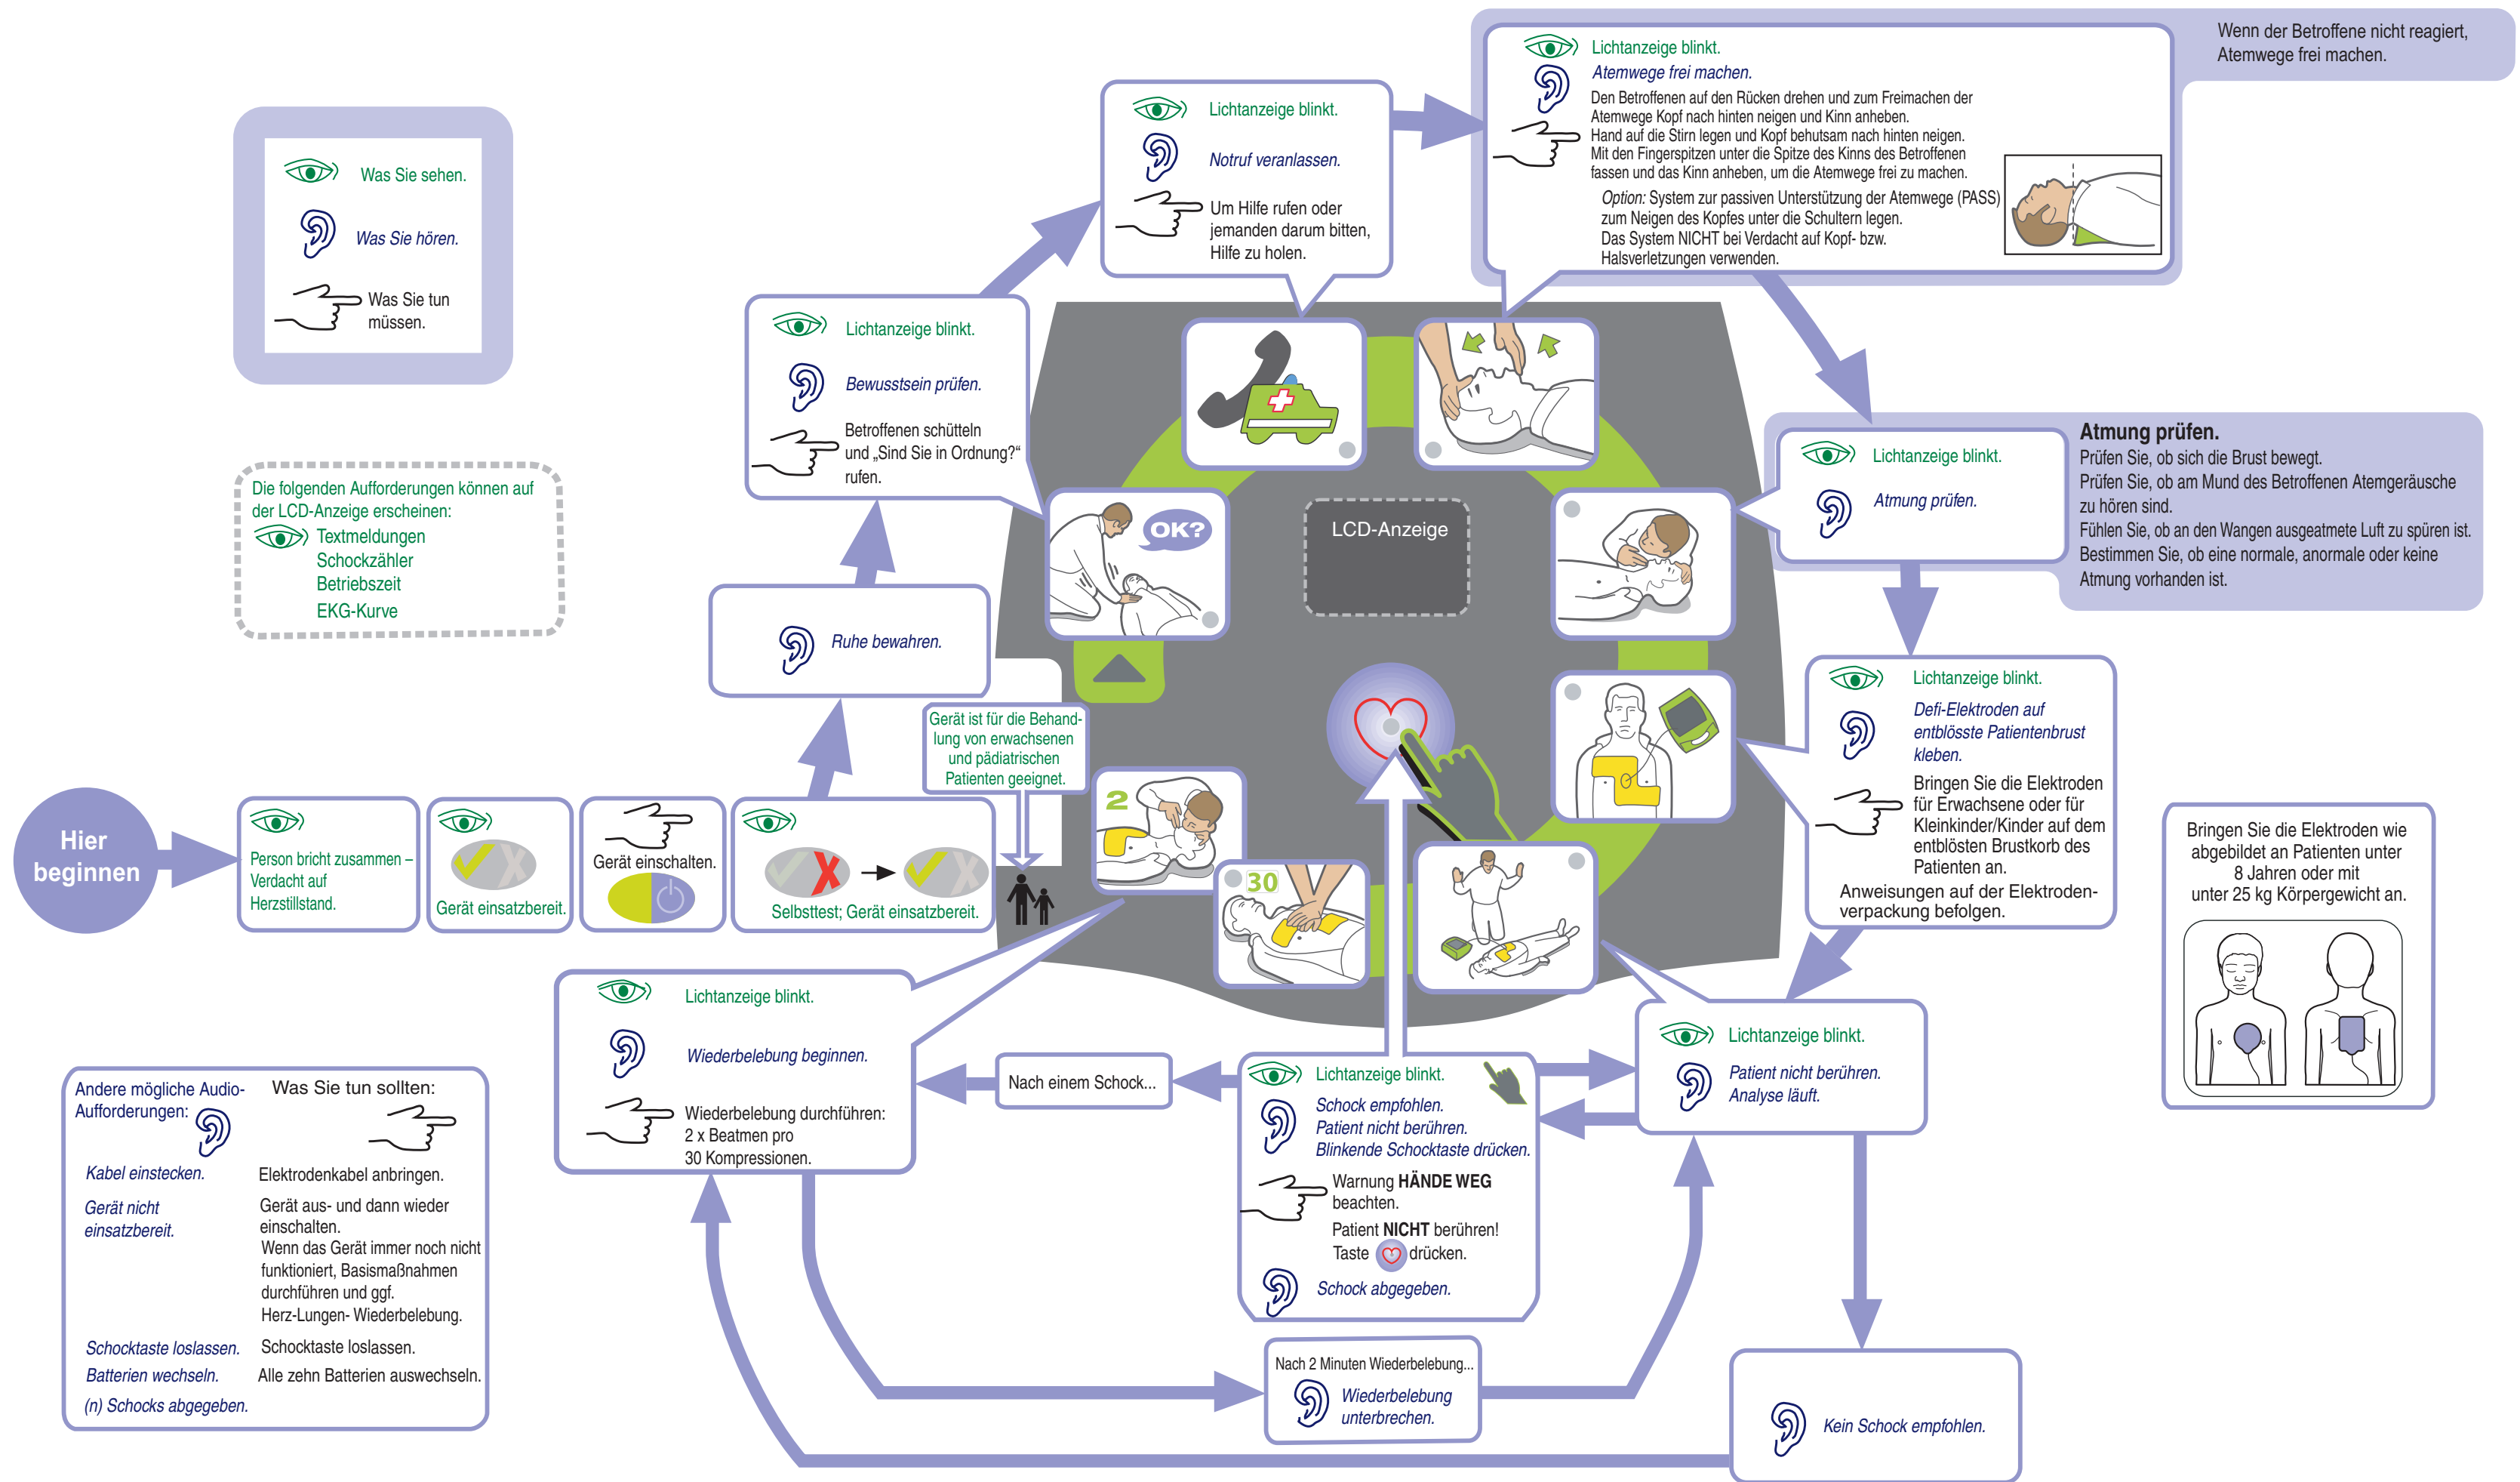 Was Sie sehen.
Was Sie hören.
Was Sie tun
müssen.
Die folgenden Aufforderungen können auf
der LCD-Anzeige erscheinen:
Textmeldungen
Schockzähler
Betriebszeit
EKG-Kurve
Hier
beginnen
Person bricht zusammen –
Verdacht auf
Herzstillstand.
Gerät einsatzbereit.
Gerät einschalten.
Selbsttest; Gerät einsatzbereit.
Gerät ist für die Behand-
lung von erwachsenen
und pädiatrischen
Patienten geeignet.
Ruhe bewahren.
Lichtanzeige blinkt.
Bewusstsein prüfen.
Betroffenen schütteln
und „Sind Sie in Ordnung?“
rufen.
Lichtanzeige blinkt.
Notruf veranlassen.
Um Hilfe rufen oder
jemanden darum bitten,
Hilfe zu holen.
Wenn der Betroffene nicht reagiert,
Atemwege frei machen.
Lichtanzeige blinkt.
Atemwege frei machen.
Den Betroffenen auf den Rücken drehen und zum Freimachen der
Atemwege Kopf nach hinten neigen und Kinn anheben.
Hand auf die Stirn legen und Kopf behutsam nach hinten neigen.
Mit den Fingerspitzen unter die Spitze des Kinns des Betroffenen
fassen und das Kinn anheben, um die Atemwege frei zu machen.
Option: System zur passiven Unterstützung der Atemwege (PASS)
zum Neigen des Kopfes unter die Schultern legen.
Das System NICHT bei Verdacht auf Kopf- bzw.
Halsverletzungen verwenden.
OK?
LCD-Anzeige
2
30
Lichtanzeige blinkt.
Atmung prüfen.
Atmung prüfen.
Prüfen Sie, ob sich die Brust bewegt.
Prüfen Sie, ob am Mund des Betroffenen Atemgeräusche
zu hören sind.
Fühlen Sie, ob an den Wangen ausgeatmete Luft zu spüren ist.
Bestimmen Sie, ob eine normale, anormale oder keine
Atmung vorhanden ist.
Lichtanzeige blinkt.
Defi-Elektroden auf
entblösste Patientenbrust
kleben.
Bringen Sie die Elektroden
für Erwachsene oder für
Kleinkinder/Kinder auf dem
entblösten Brustkorb des
Patienten an.
Anweisungen auf der Elektroden-
verpackung befolgen.
Bringen Sie die Elektroden wie
abgebildet an Patienten unter
8 Jahren oder mit
unter 25 kg Körpergewicht an.
Lichtanzeige blinkt.
Patient nicht berühren.
Analyse läuft.
Lichtanzeige blinkt.
Schock empfohlen.
Patient nicht berühren.
Blinkende Schocktaste drücken.
Warnung HÄNDE WEG
beachten.
Patient NICHT berühren!
Taste drücken.
Schock abgegeben.
Nach einem Schock...
Lichtanzeige blinkt.
Wiederbelebung beginnen.
Wiederbelebung durchführen:
2 x Beatmen pro
30 Kompressionen.
Nach 2 Minuten Wiederbelebung...
Wiederbelebung
unterbrechen.
Kein Schock empfohlen.
Andere mögliche Audio-
Aufforderungen:
Was Sie tun sollten:
Kabel einstecken.
Elektrodenkabel anbringen.
Gerät nicht
einsatzbereit.
Gerät aus- und dann wieder
einschalten.
Wenn das Gerät immer noch nicht
funktioniert, Basismaßnahmen
durchführen und ggf.
Herz-Lungen- Wiederbelebung.
Schocktaste loslassen.
Schocktaste loslassen.
Batterien wechseln.
Alle zehn Batterien auswechseln.
(n) Schocks abgegeben.